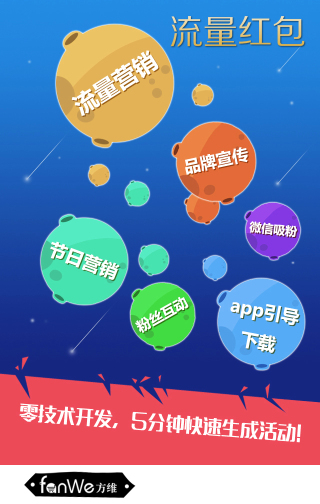 流量红包
流量营销
品牌宣传
微信吸粉
节日营销
粉丝互动
app引导
下载
零技术开发，5分钟快速生成活动!
fanWe方维